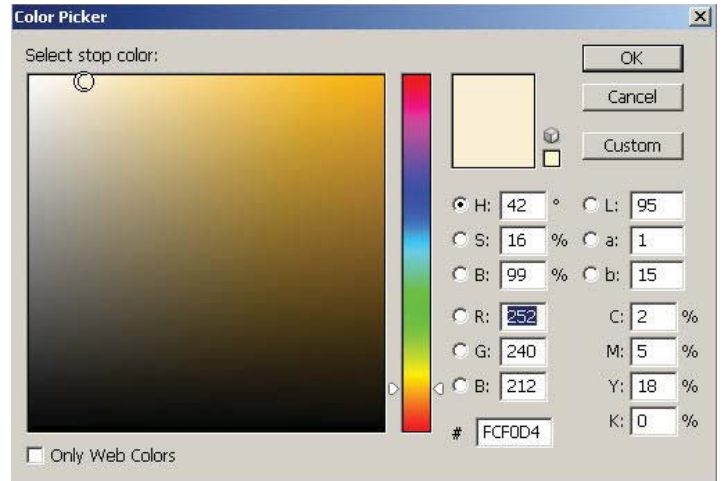 Color Picker
Select stop color:
OK
Cancel
Custom
H: 42 °
L: 95
S: 16 %
a: 1
B: 99 %
b: 15
R: 252
C: 2 %
G: 240
M: 5 %
B: 212
Y: 18 %
# FCF0D4
K: 0 %
Only Web Colors